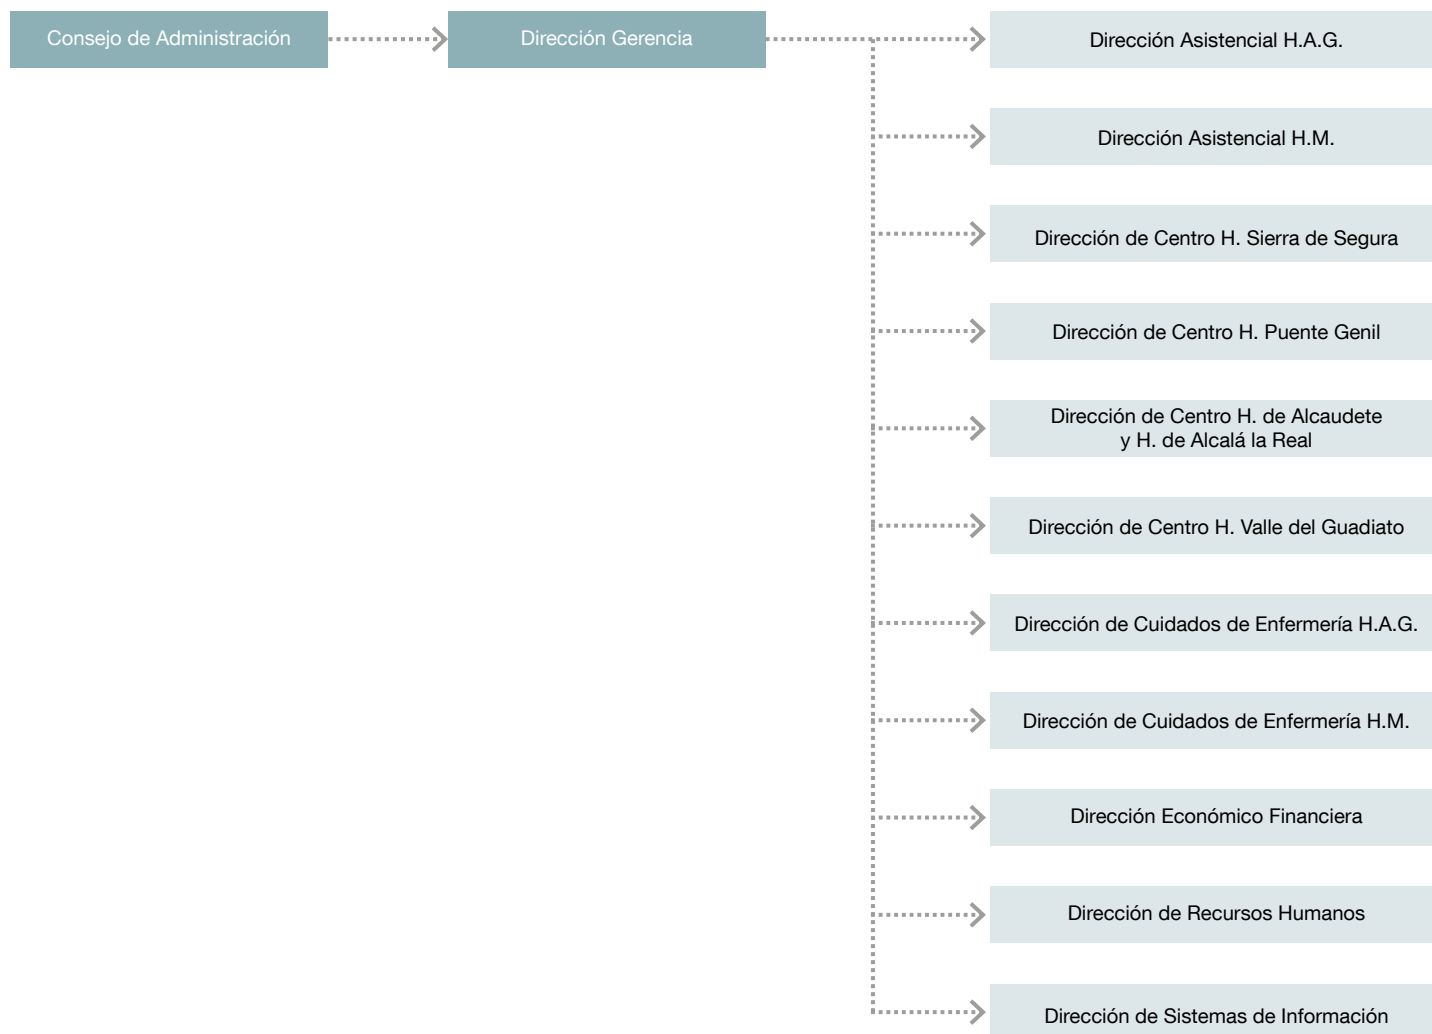 Consejo de Administración
Dirección Gerencia
Dirección Asistencial H.A.G.
Dirección Asistencial H.M.
Dirección de Centro H. Sierra de Segura
Dirección de Centro H. Puente Genil
Dirección de Centro H. de Alcaudete
y H. de Alcalá la Real
Dirección de Centro H. Valle del Guadiato
Dirección de Cuidados de Enfermería H.A.G.
Dirección de Cuidados de Enfermería H.M.
Dirección Económico Financiera
Dirección de Recursos Humanos
Dirección de Sistemas de Información